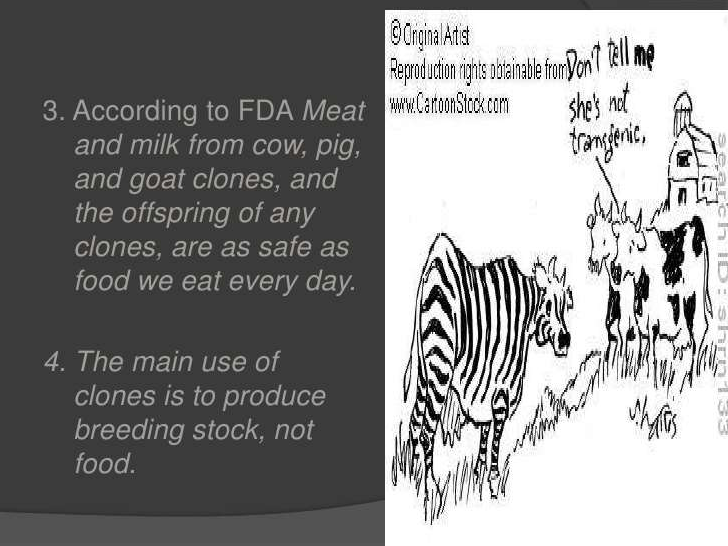 3. According to FDA Meat
and milk from cow, pig,
and goat clones, and
the offspring of any
clones, are as safe as
food we eat every day.
4. The main use of
clones is to produce
breeding stock, not
food.
© Original Artist
Reproduction rights obtainable from
www.CartoonStock.com
Don't tell me
she's not
transgenic.
search ID: shrn133